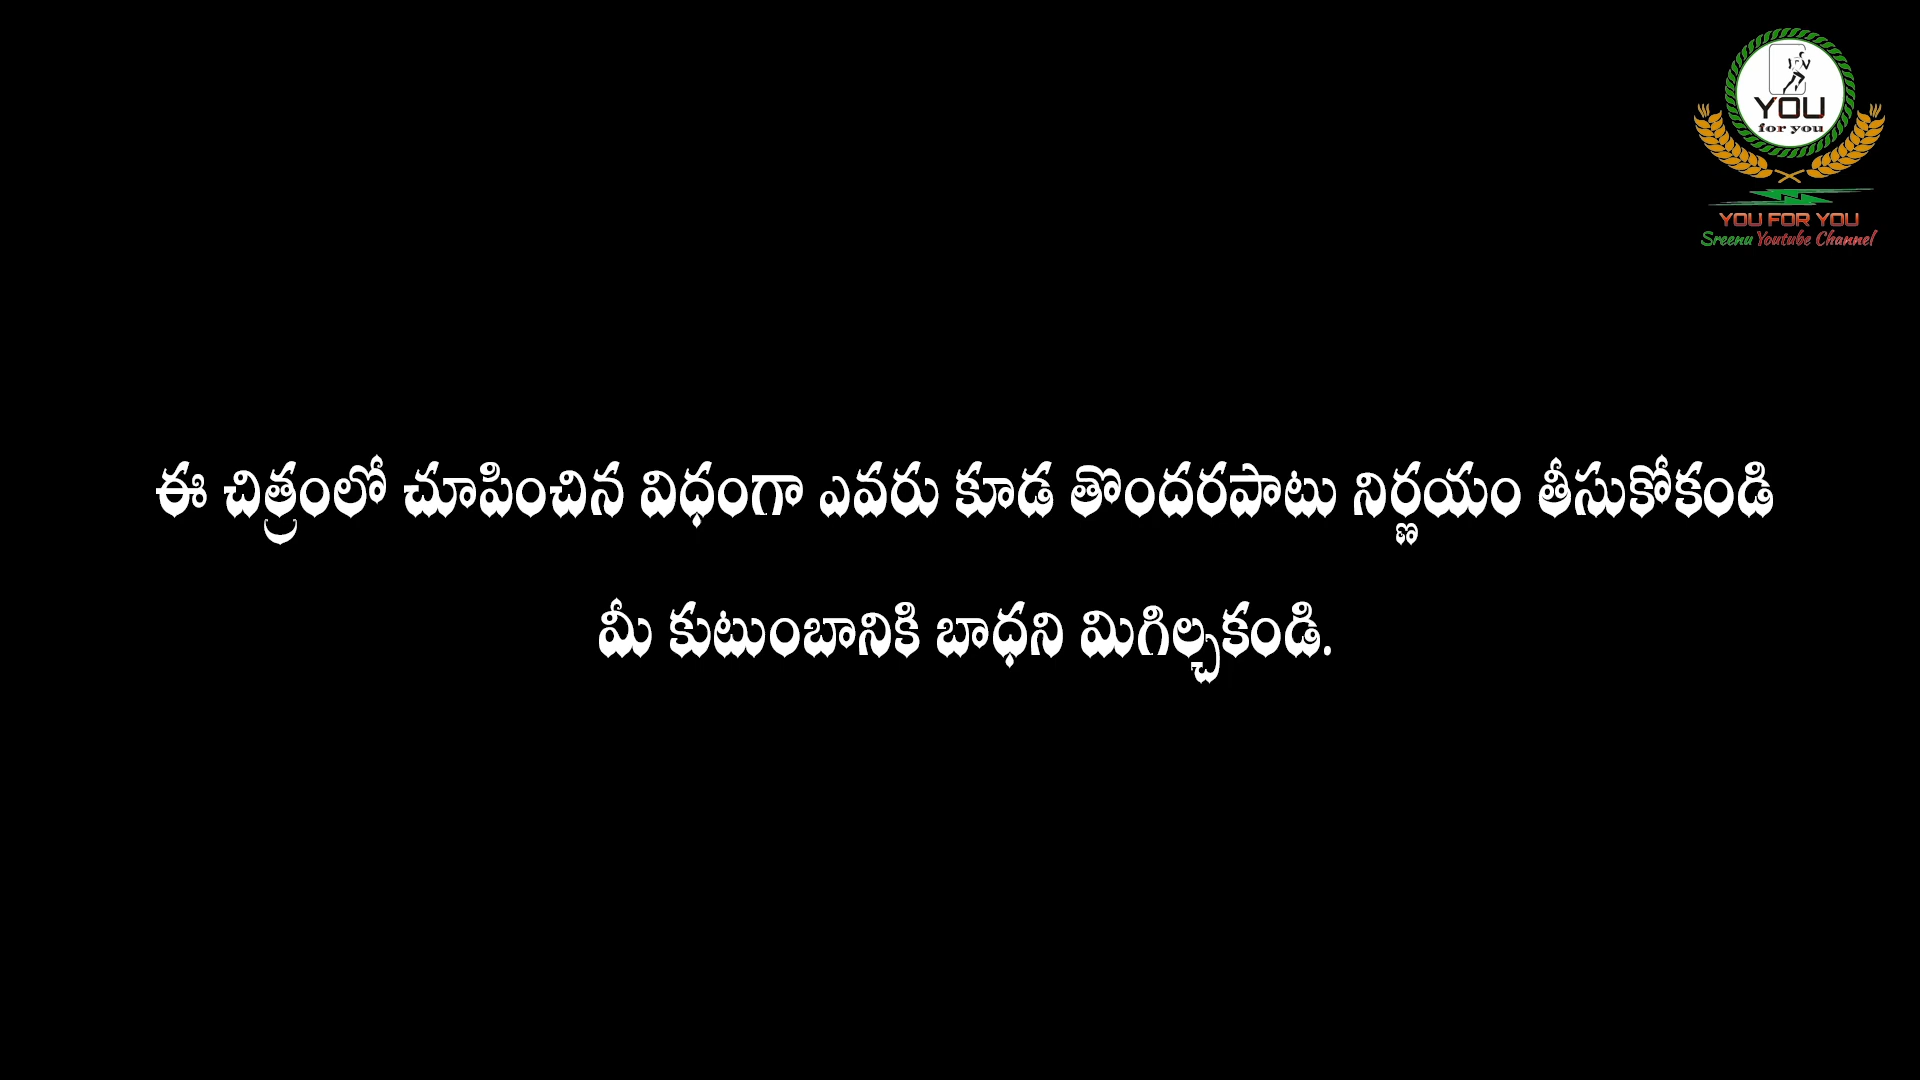 YOU
for you
YOU FOR YOU
Sreenu Youtube Channel
ఈ చిత్రంలో చూపించిన విధంగా ఎవరు కూడ తొందరపాటు నిర్ణయం తీసుకోకండి
మీ కుటుంబానికి బాధని మిగిల్చకండి.